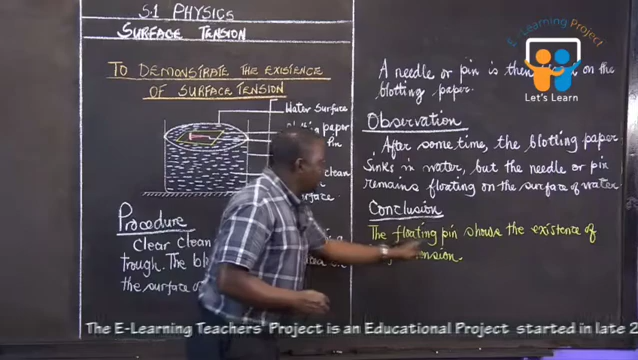 S.1 PHYSICS
SURFACE TENSION
TO DEMONSTRATE THE EXISTENCE
OF SURFACE TENSION
Water surface
paper
Pin
clean
Procedure
Clear clean
trough. The
the surface of
E-Learning Project
Let's Learn
A needle or pin is then on the
blotting paper.
Observation
After some time, the blotting paper
Sinks in water, but the needle or pin
remains floating on the surface of water
Conclusion
The floating pin shows the existence of
The E-Learning Teachers' Project is an Educational Project started in late 2